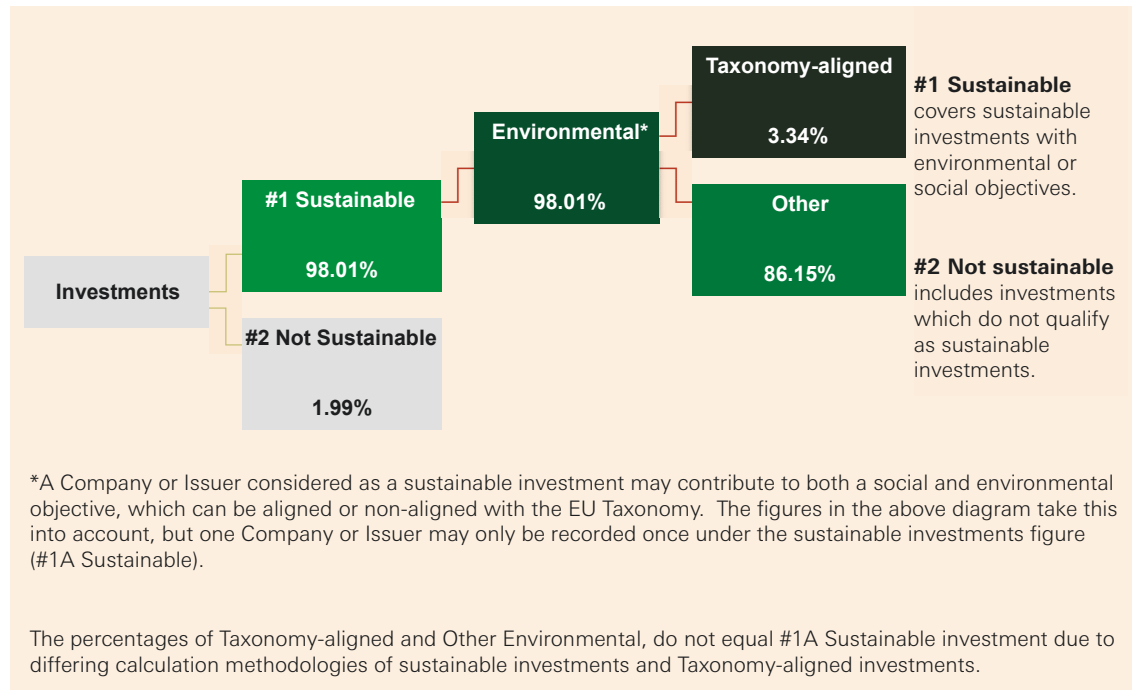 Taxonomy-aligned
3.34%
#1 Sustainable
covers sustainable
investments with
environmental or
social objectives.
Environmental*
98.01%
#1 Sustainable
98.01%
Other
86.15%
Investments
#2 Not Sustainable
1.99%
#2 Not sustainable
includes investments
which do not qualify
as sustainable
investments.
*A Company or Issuer considered as a sustainable investment may contribute to both a social and environmental
objective, which can be aligned or non-aligned with the EU Taxonomy. The figures in the above diagram take this
into account, but one Company or Issuer may only be recorded once under the sustainable investments figure
(#1A Sustainable).
The percentages of Taxonomy-aligned and Other Environmental, do not equal #1A Sustainable investment due to
differing calculation methodologies of sustainable investments and Taxonomy-aligned investments.